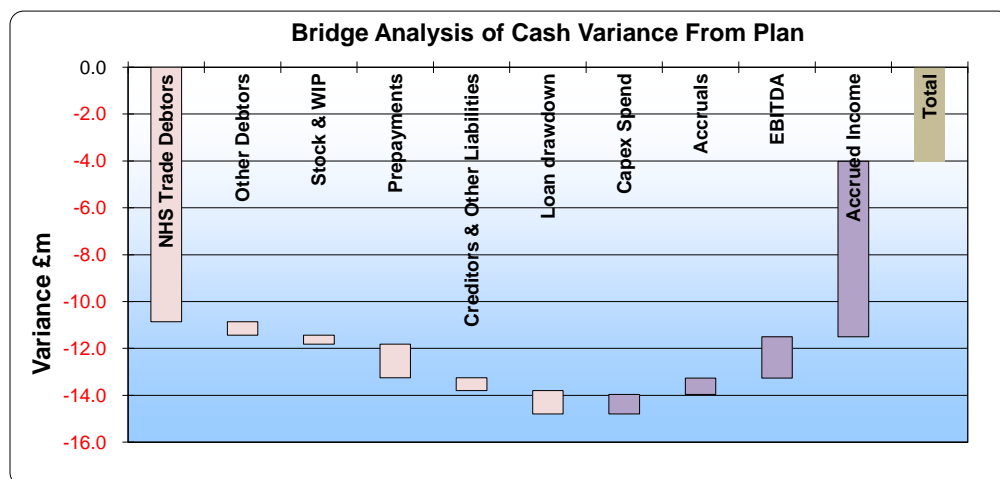 Bridge Analysis of Cash Variance From Plan
Variance £m
0.0
-2.0
-4.0
-6.0
-8.0
-10.0
-12.0
-14.0
-16.0
NHS Trade Debtors
Other Debtors
Stock & WIP
Prepayments
Creditors & Other Liabilities
Loan drawdown
Capex Spend
Accruals
EBITDA
Accrued Income
Total